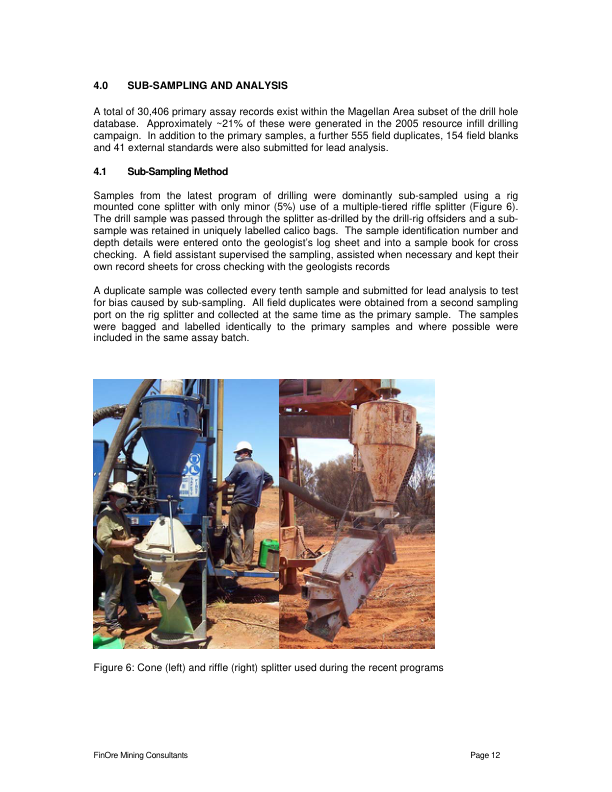 4.0 SUB-SAMPLING AND ANALYSIS
A total of 30,406 primary assay records exist within the Magellan Area subset of the drill hole
database. Approximately ~21% of these were generated in the 2005 resource infill drilling
campaign. In addition to the primary samples, a further 555 field duplicates, 154 field blanks
and 41 external standards were also submitted for lead analysis.
4.1 Sub-Sampling Method
Samples from the latest program of drilling were dominantly sub-sampled using a rig
mounted cone splitter with only minor (5%) use of a multiple-tiered riffle splitter (Figure 6).
The drill sample was passed through the splitter as-drilled by the drill-rig offsiders and a sub-
sample was retained in uniquely labelled calico bags. The sample identification number and
depth details were entered onto the geologist's log sheet and into a sample book for cross
checking. A field assistant supervised the sampling, assisted when necessary and kept their
own record sheets for cross checking with the geologists records
A duplicate sample was collected every tenth sample and submitted for lead analysis to test
for bias caused by sub-sampling. All field duplicates were obtained from a second sampling
port on the rig splitter and collected at the same time as the primary sample. The samples
were bagged and labelled identically to the primary samples and where possible were
included in the same assay batch.
Figure 6: Cone (left) and riffle (right) splitter used during the recent programs
FinOre Mining Consultants
Page 12